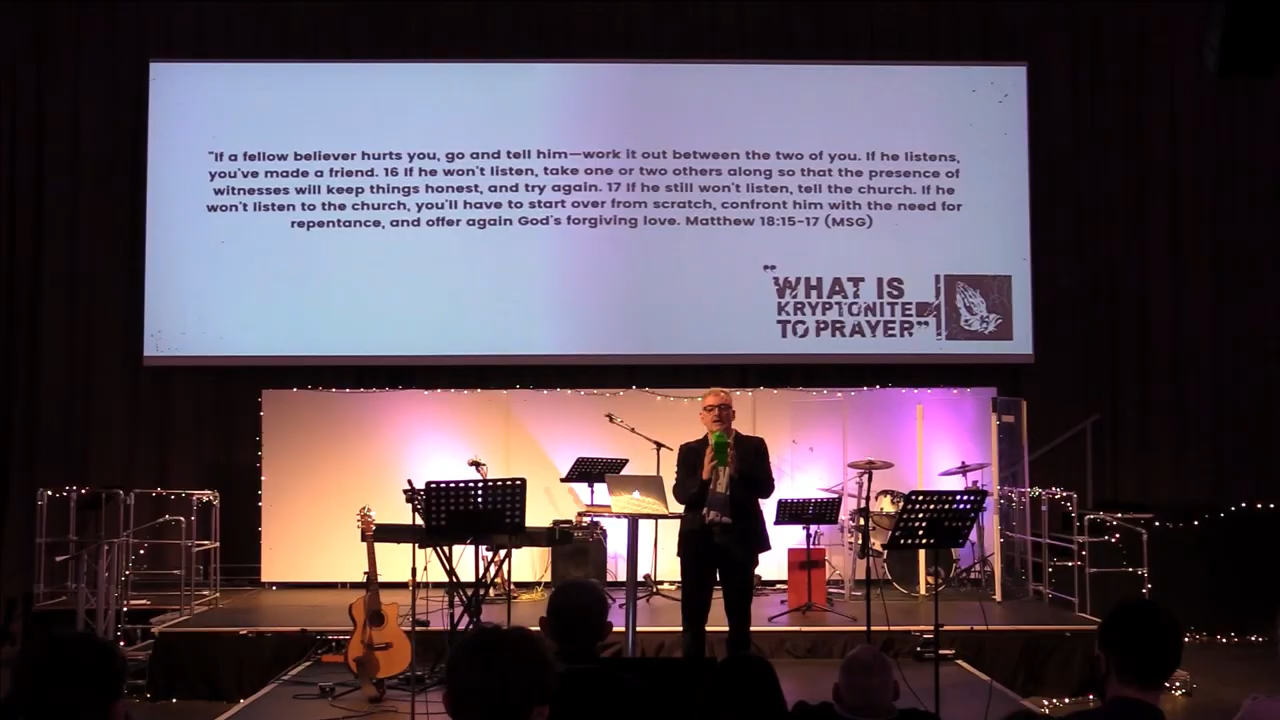 "If a fellow believer hurts you, go and tell him—work it out between the two of you. If he listens,
you've made a friend. 16 If he won't listen, take one or two others along so that the presence of
witnesses will keep things honest, and try again. 17 If he still won't listen, tell the church. If he
won't listen to the church, you'll have to start over from scratch, confront him with the need for
repentance, and offer again God's forgiving love. Matthew 18:15-17 (MSG)
"WHAT IS
KRYPTONITE
TO PRAYER"